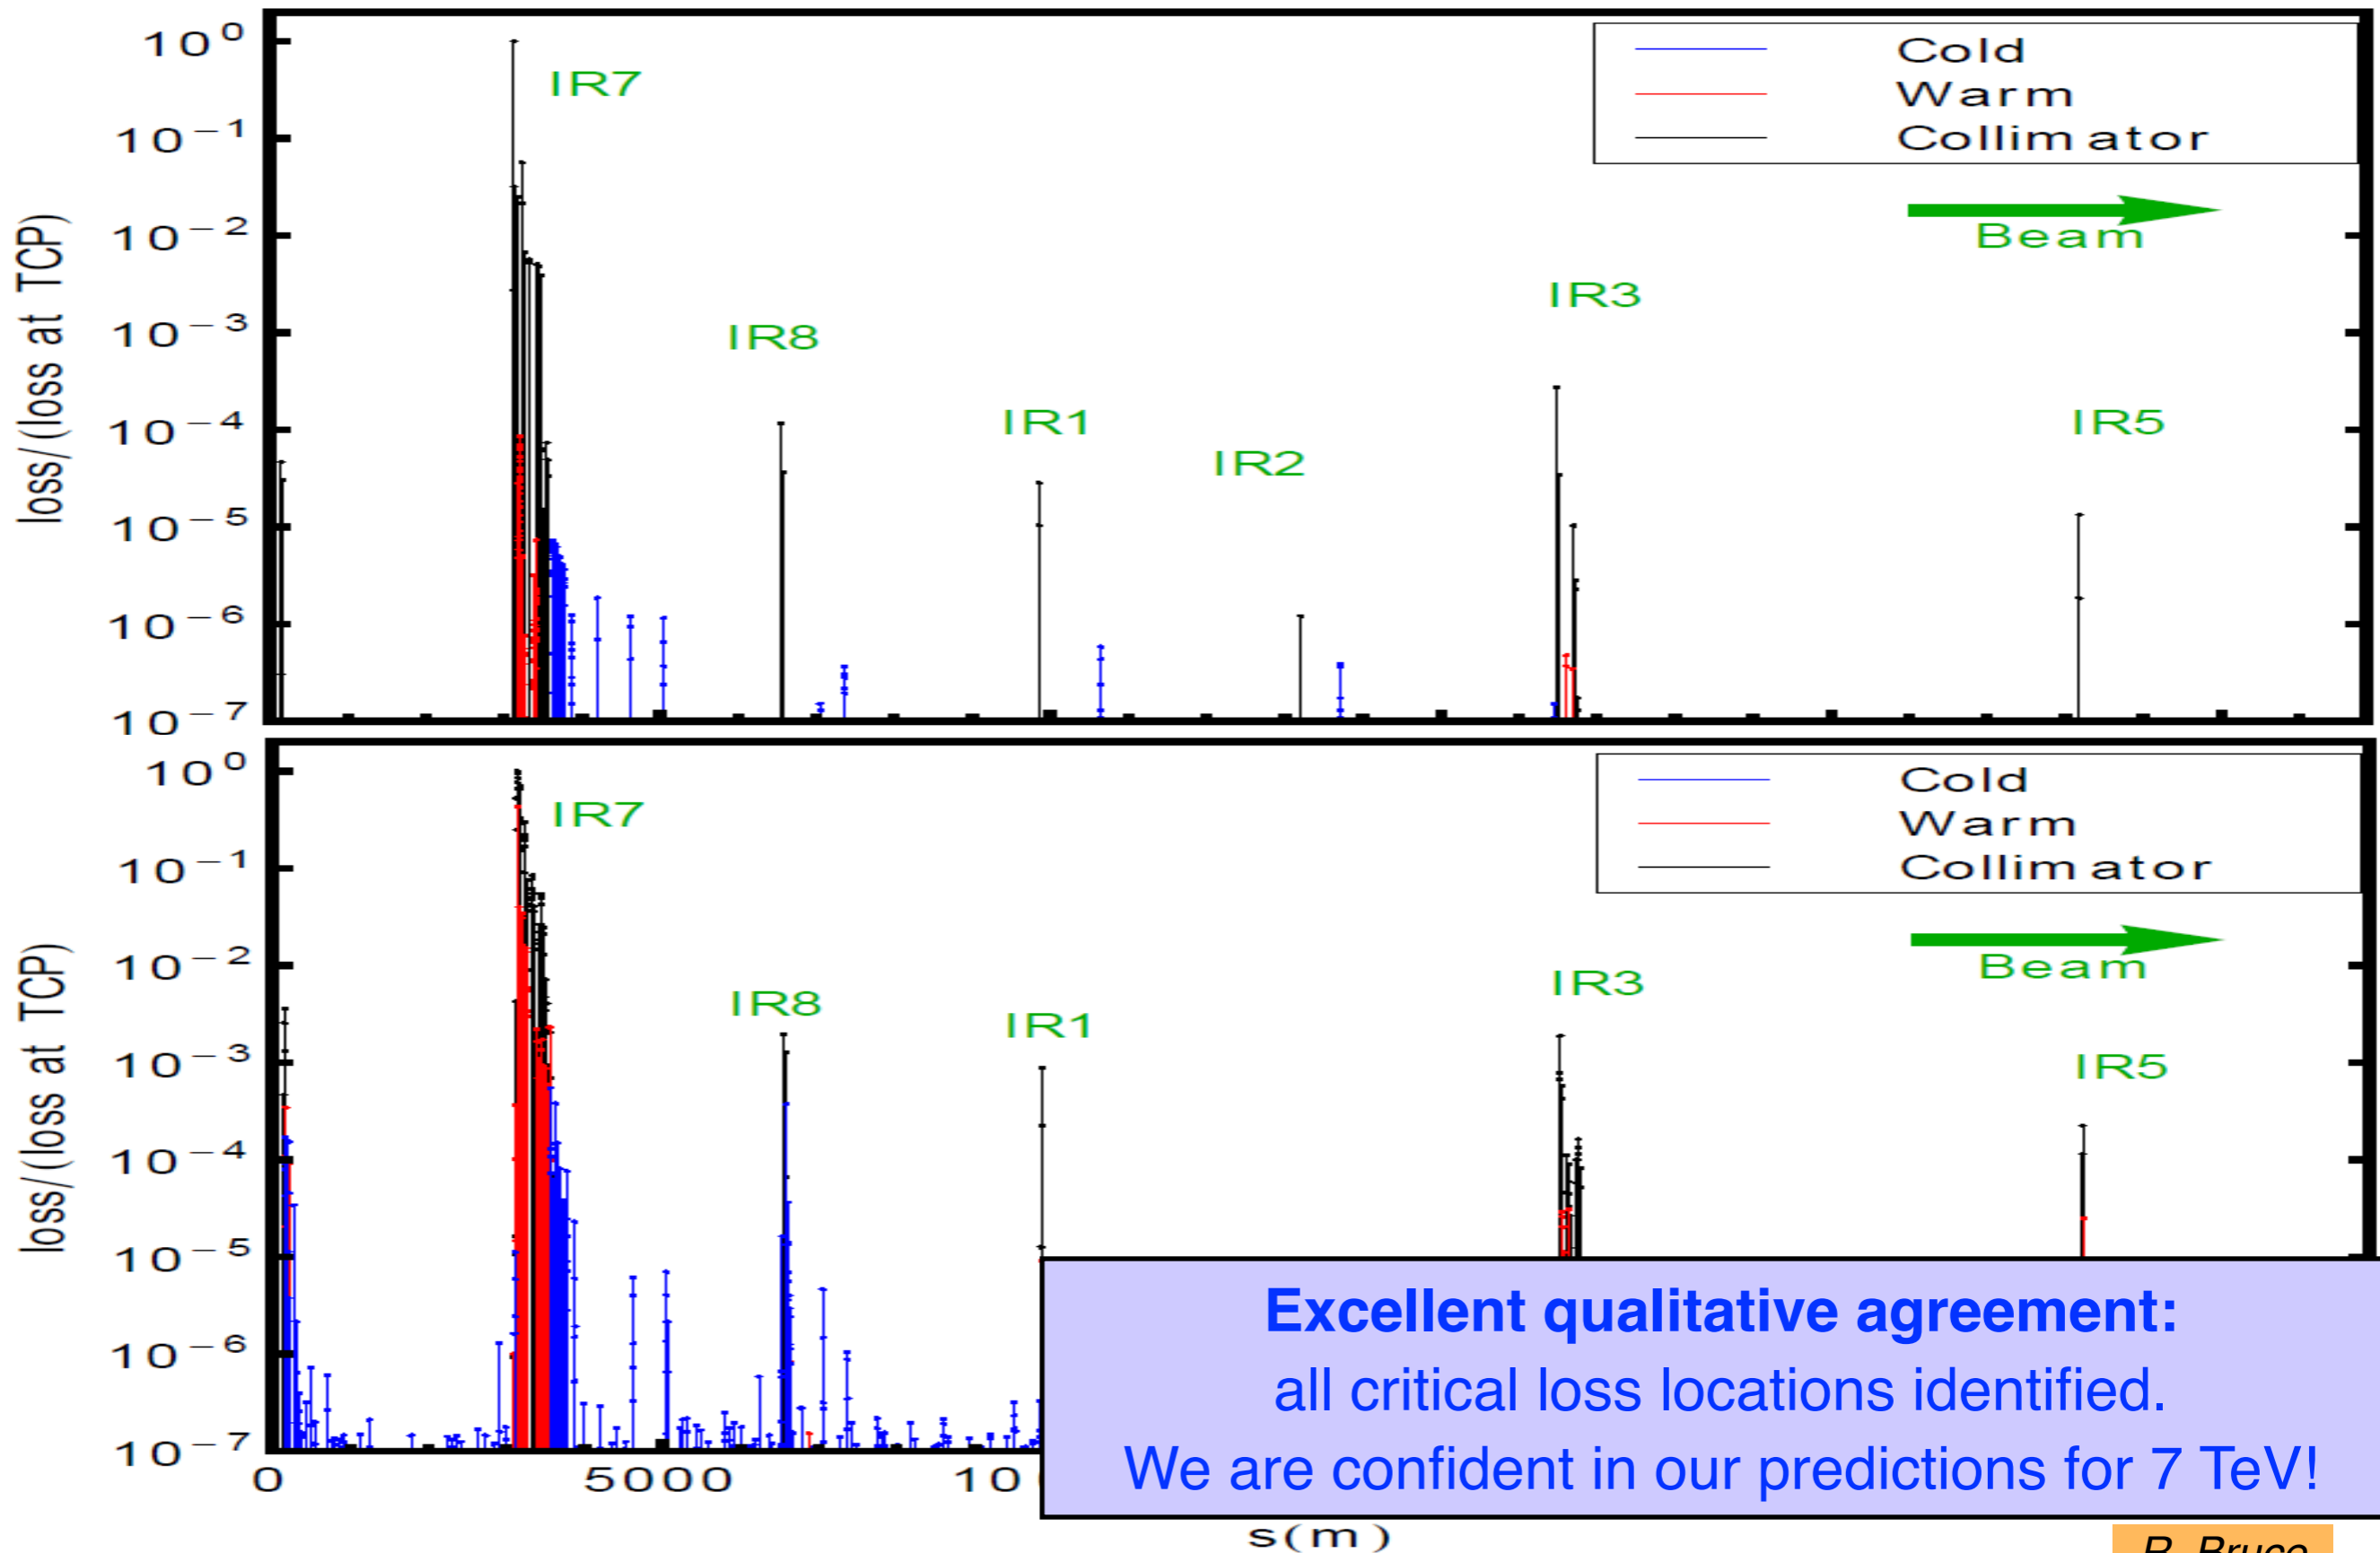 10⁰
10⁻¹
10⁻²
10⁻³
10⁻⁴
10⁻⁵
10⁻⁶
10⁻⁷
loss/(loss at TCP)
Cold
Warm
Collimator
Beam
IR7
IR8
IR1
IR2
IR3
IR5
10⁰
10⁻¹
10⁻²
10⁻³
10⁻⁴
10⁻⁵
10⁻⁶
10⁻⁷
loss/(loss at TCP)
Cold
Warm
Collimator
Beam
IR7
IR8
IR1
IR3
IR5
Excellent qualitative agreement:
all critical loss locations identified.
We are confident in our predictions for 7 TeV!
0 5000
s(m)
R. Bruce